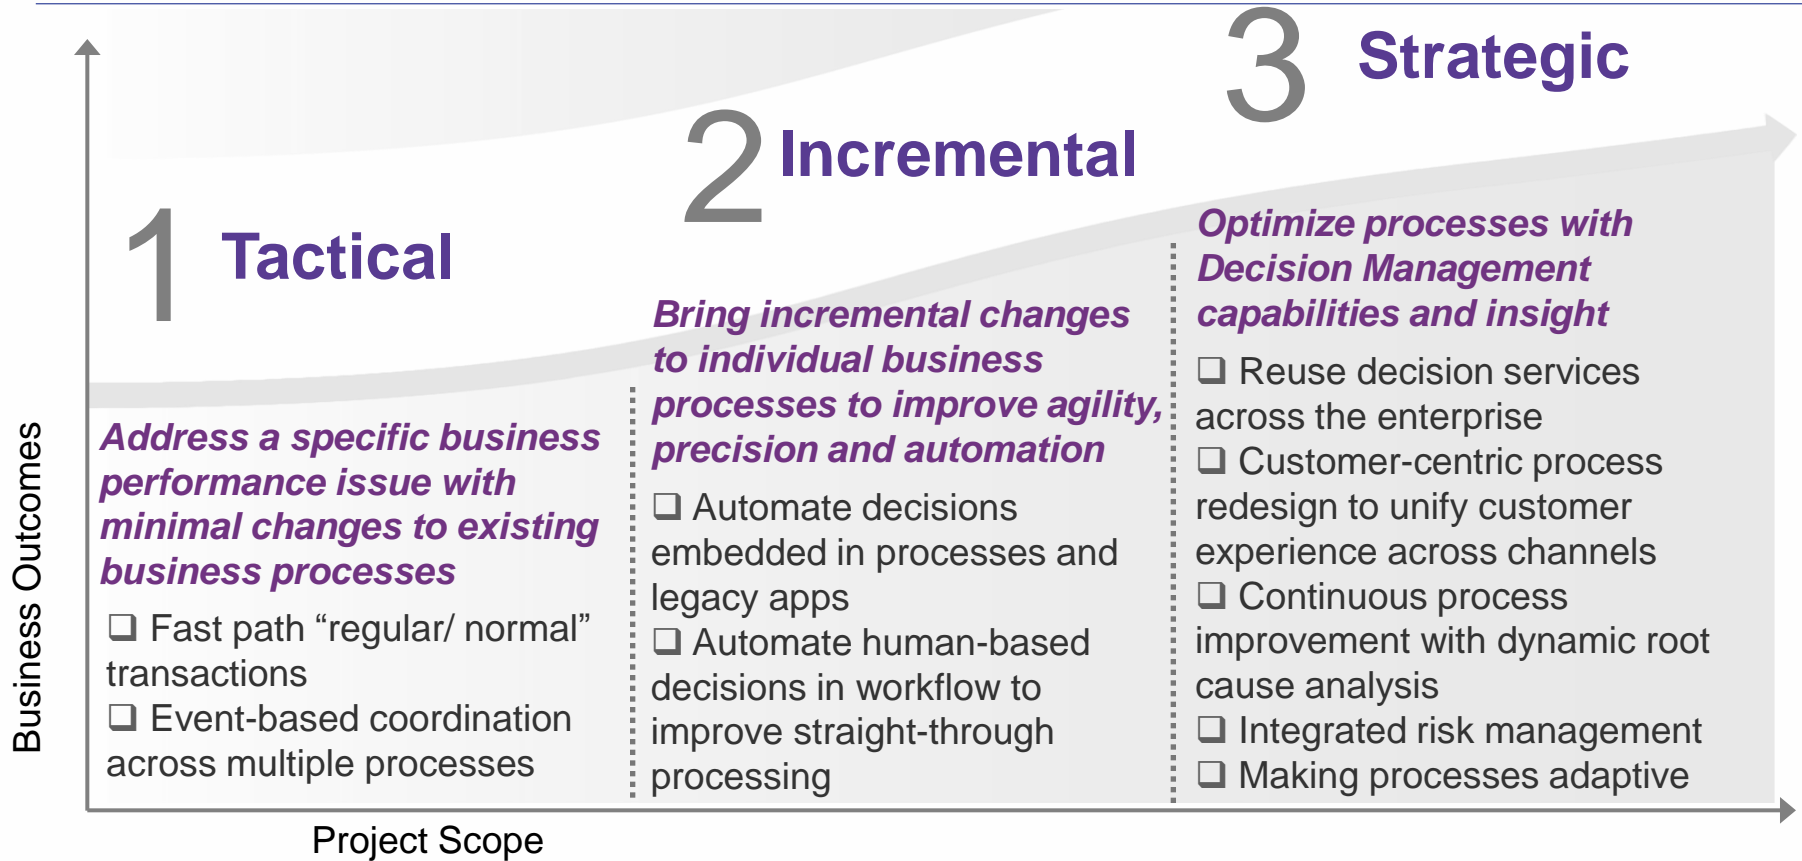 1 Tactical
Address a specific business
performance issue with
minimal changes to existing
business processes
❑ Fast path “regular/ normal”
transactions
❑ Event-based coordination
across multiple processes
2 Incremental
Bring incremental changes
to individual business
processes to improve agility,
precision and automation
❑ Automate decisions
embedded in processes and
legacy apps
❑ Automate human-based
decisions in workflow to
improve straight-through
processing
3 Strategic
Optimize processes with
Decision Management
capabilities and insight
❑ Reuse decision services
across the enterprise
❑ Customer-centric process
redesign to unify customer
experience across channels
❑ Continuous process
improvement with dynamic root
cause analysis
❑ Integrated risk management
❑ Making processes adaptive
Business Outcomes
Project Scope